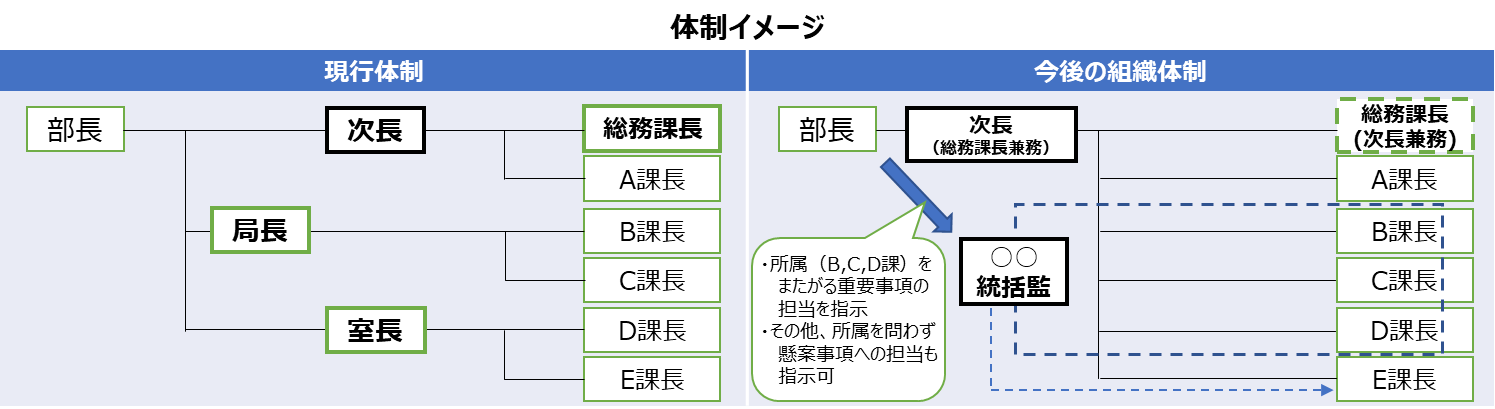 体制イメージ
現行体制
部長
次長
総務課長
A課長
局長
B課長
C課長
室長
D課長
E課長
今後の組織体制
部長
次長
（総務課長兼務）
総務課長
(次長兼務)
A課長
B課長
C課長
D課長
E課長
○○
統括監
・所属（B,C,D課）を
またがる重要事項の
担当を指示
・その他、所属を問わず
懸案事項への担当も
指示可